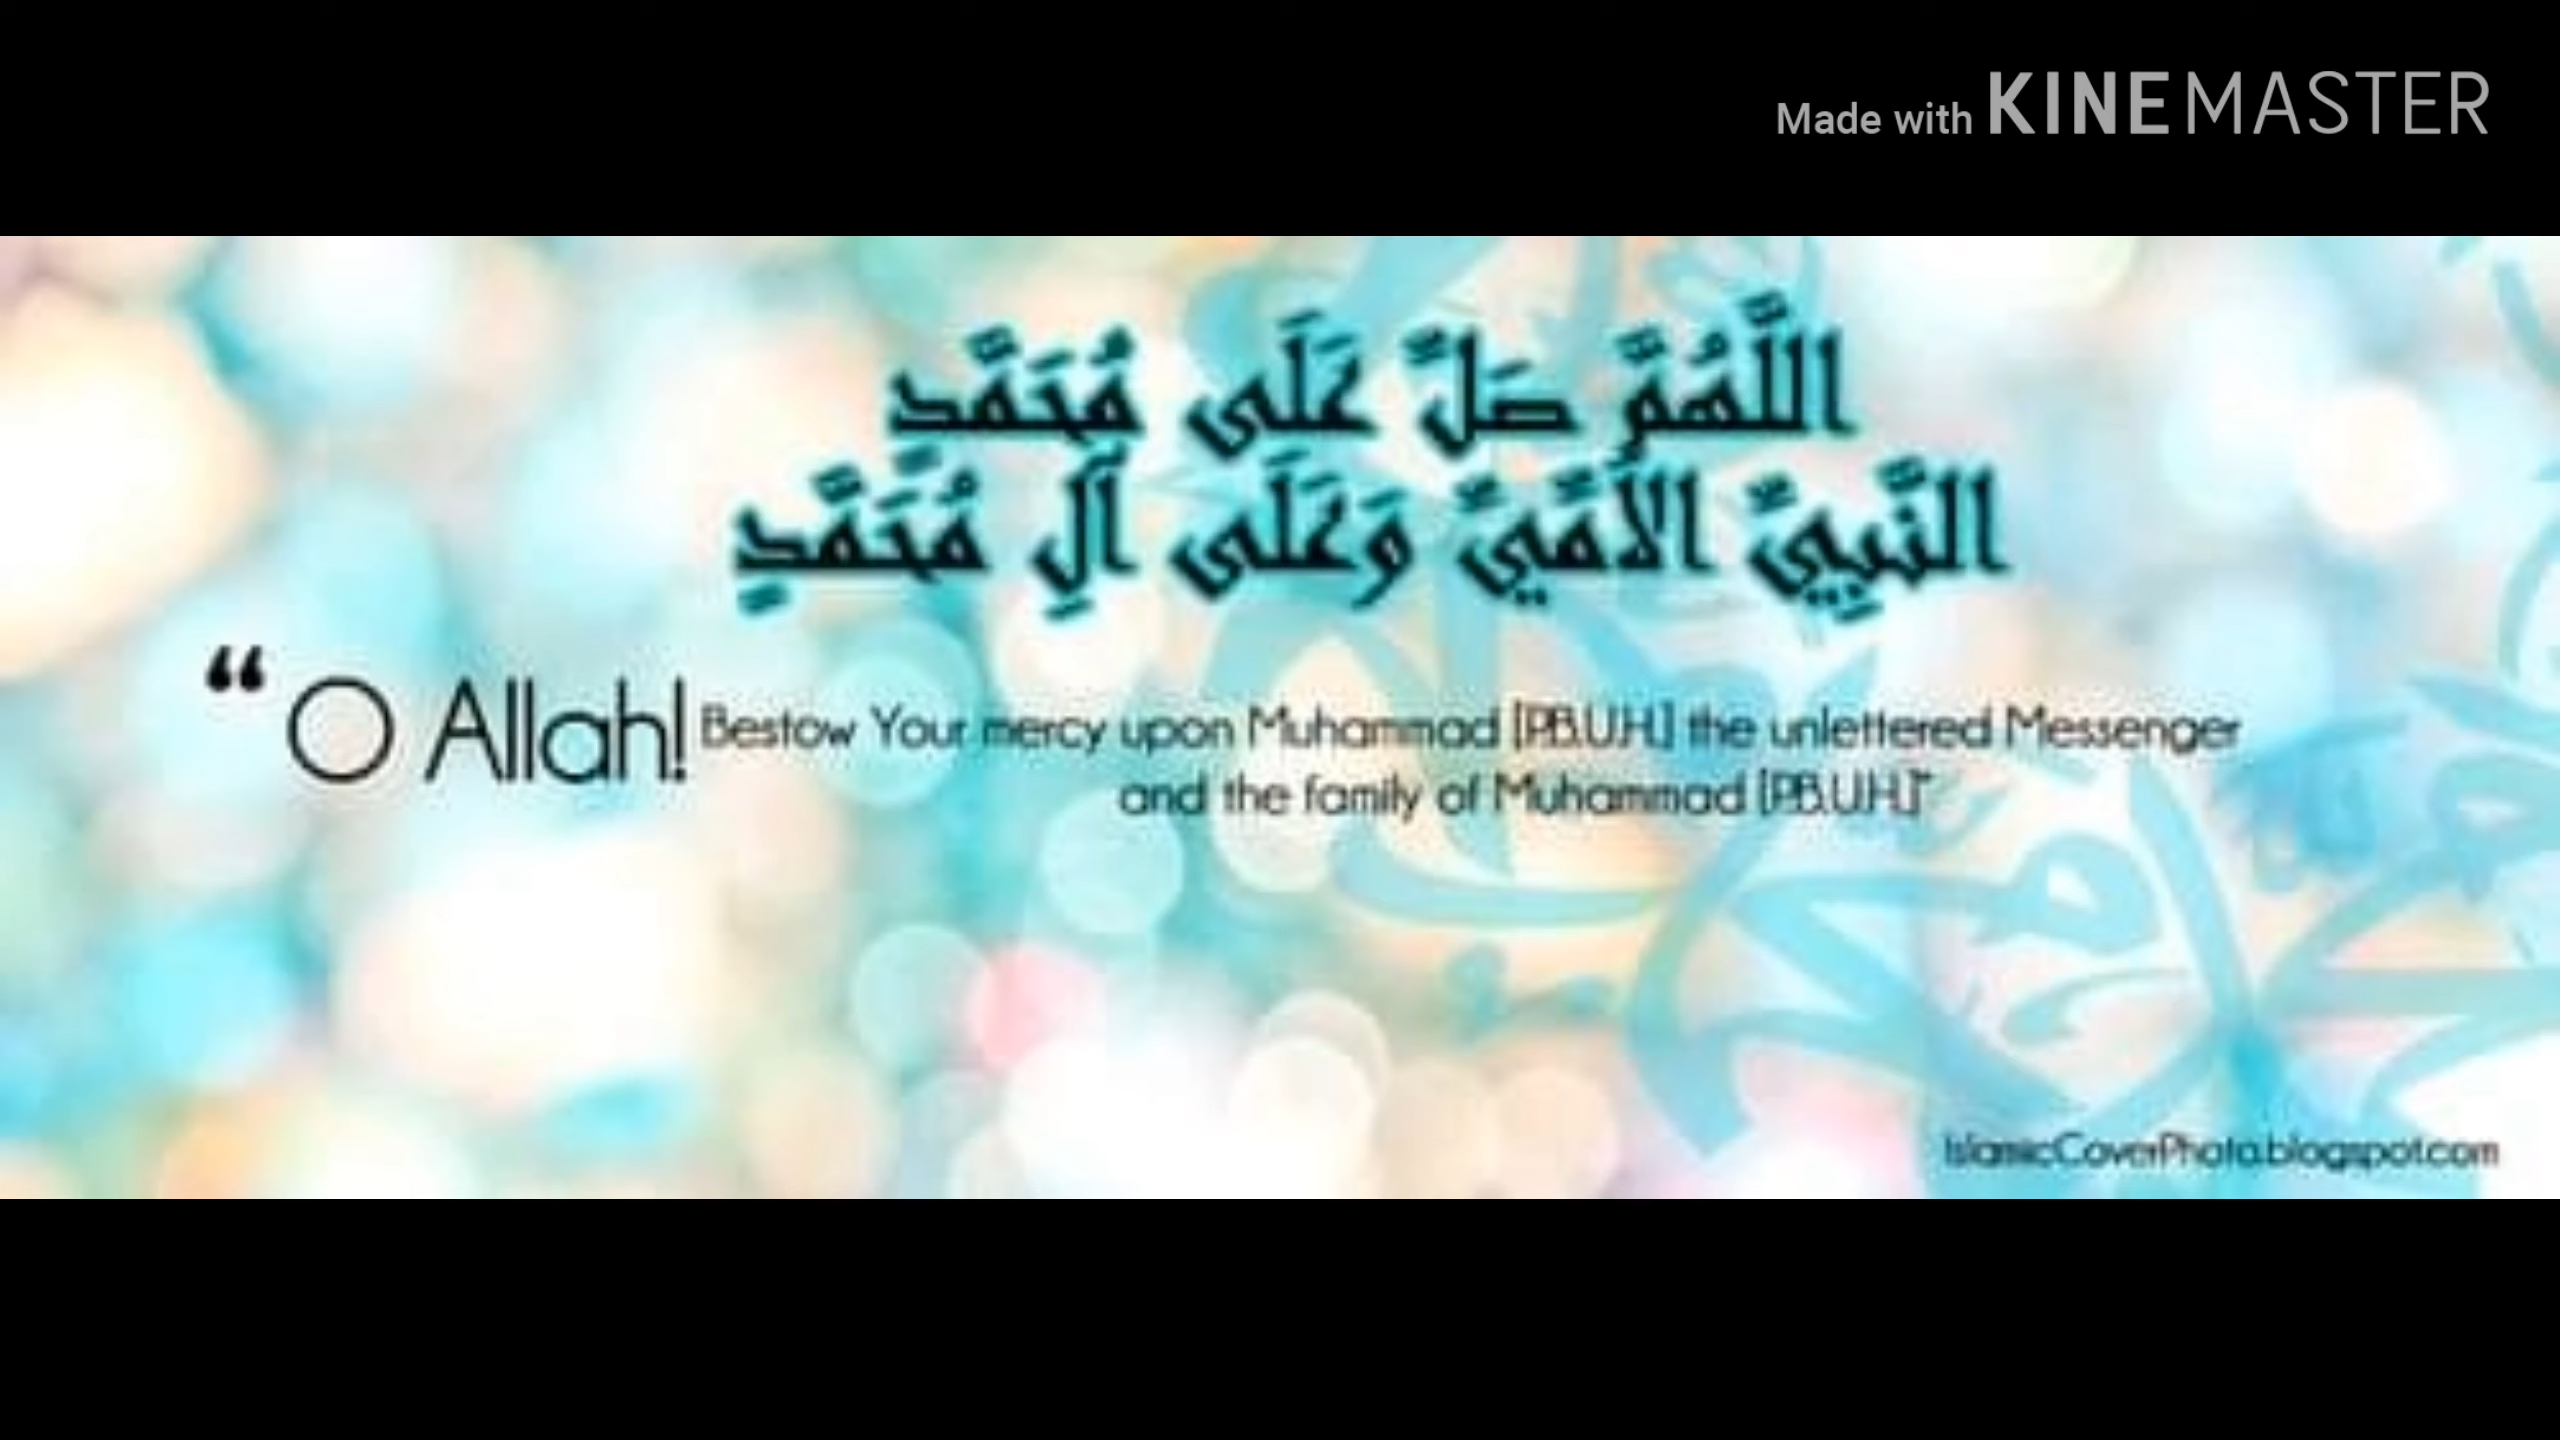 Made with KINEMASTER
اللَّهُمَّ صَلِّ عَلَى مُحَمَّدٍ
النَّبِيِّ الأُمِّيِّ وَعَلَى آلِ مُحَمَّدٍ
“O Allah! Bestow Your mercy upon Muhammad [P.B.U.H.] the unlettered Messenger
and the family of Muhammad [P.B.U.H.]”
IslamicCoverPhoto.blogspot.com